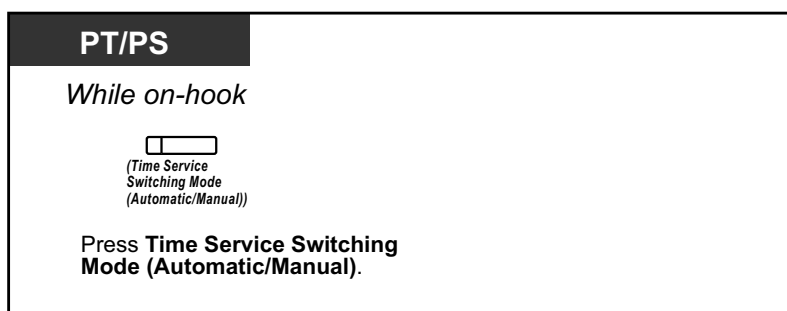 PT/PS
While on-hook
(Time Service
Switching Mode
(Automatic/Manual))
Press Time Service Switching
Mode (Automatic/Manual).